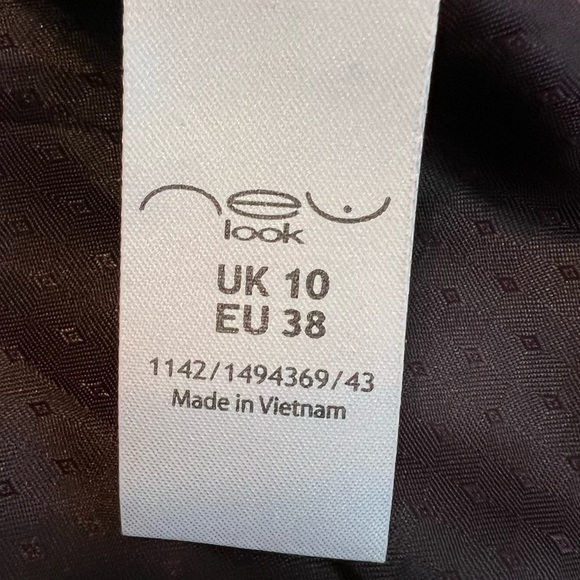 new
look
UK 10
EU 38
1142/1494369/43
Made in Vietnam